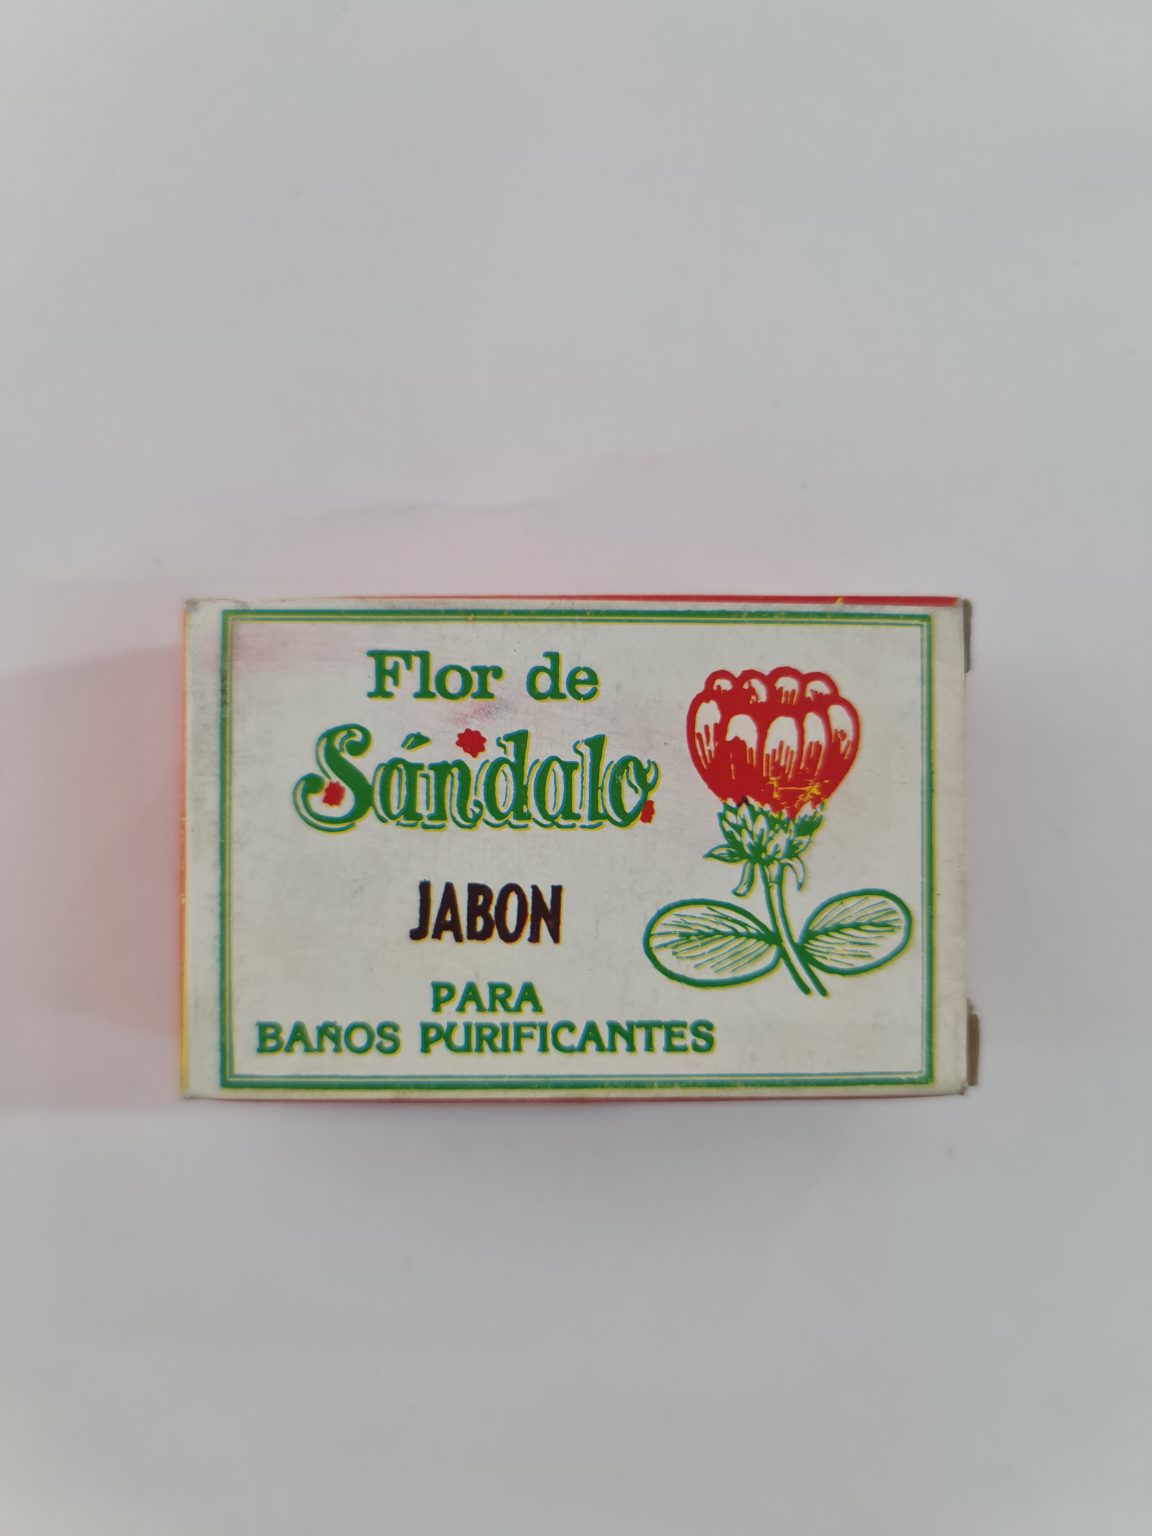 Flor de
Sándalo
JABON
PARA
BAÑOS PURIFICANTES